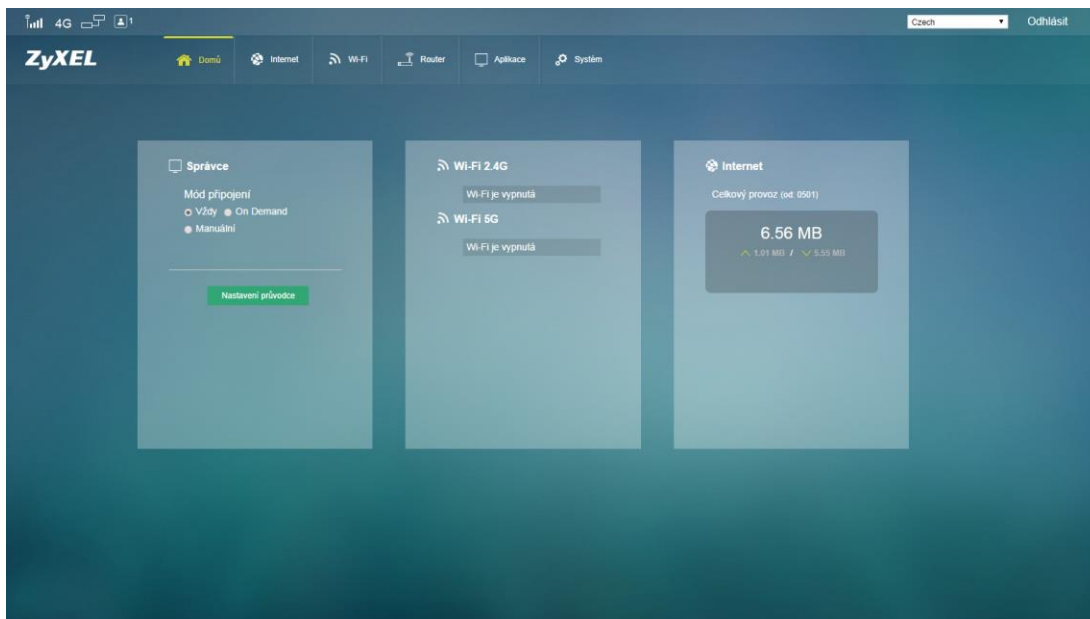 4G 1 Czech Odhlásit
ZyXEL Domů Internet Wi-Fi Router Aplikace Systém
Správce
Mód připojení
Vždy On Demand
Manuální
Nastavení průvodce
Wi-Fi 2.4G
Wi-Fi je vypnutá
Wi-Fi 5G
Wi-Fi je vypnutá
Internet
Celkový provoz (od: 0501)
6.56 MB
1.01 MB / 5.55 MB